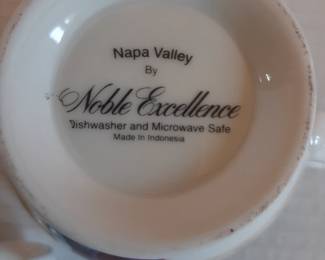 Napa Valley
By
Noble Excellence
Dishwasher and Microwave Safe
Made In Indonesia